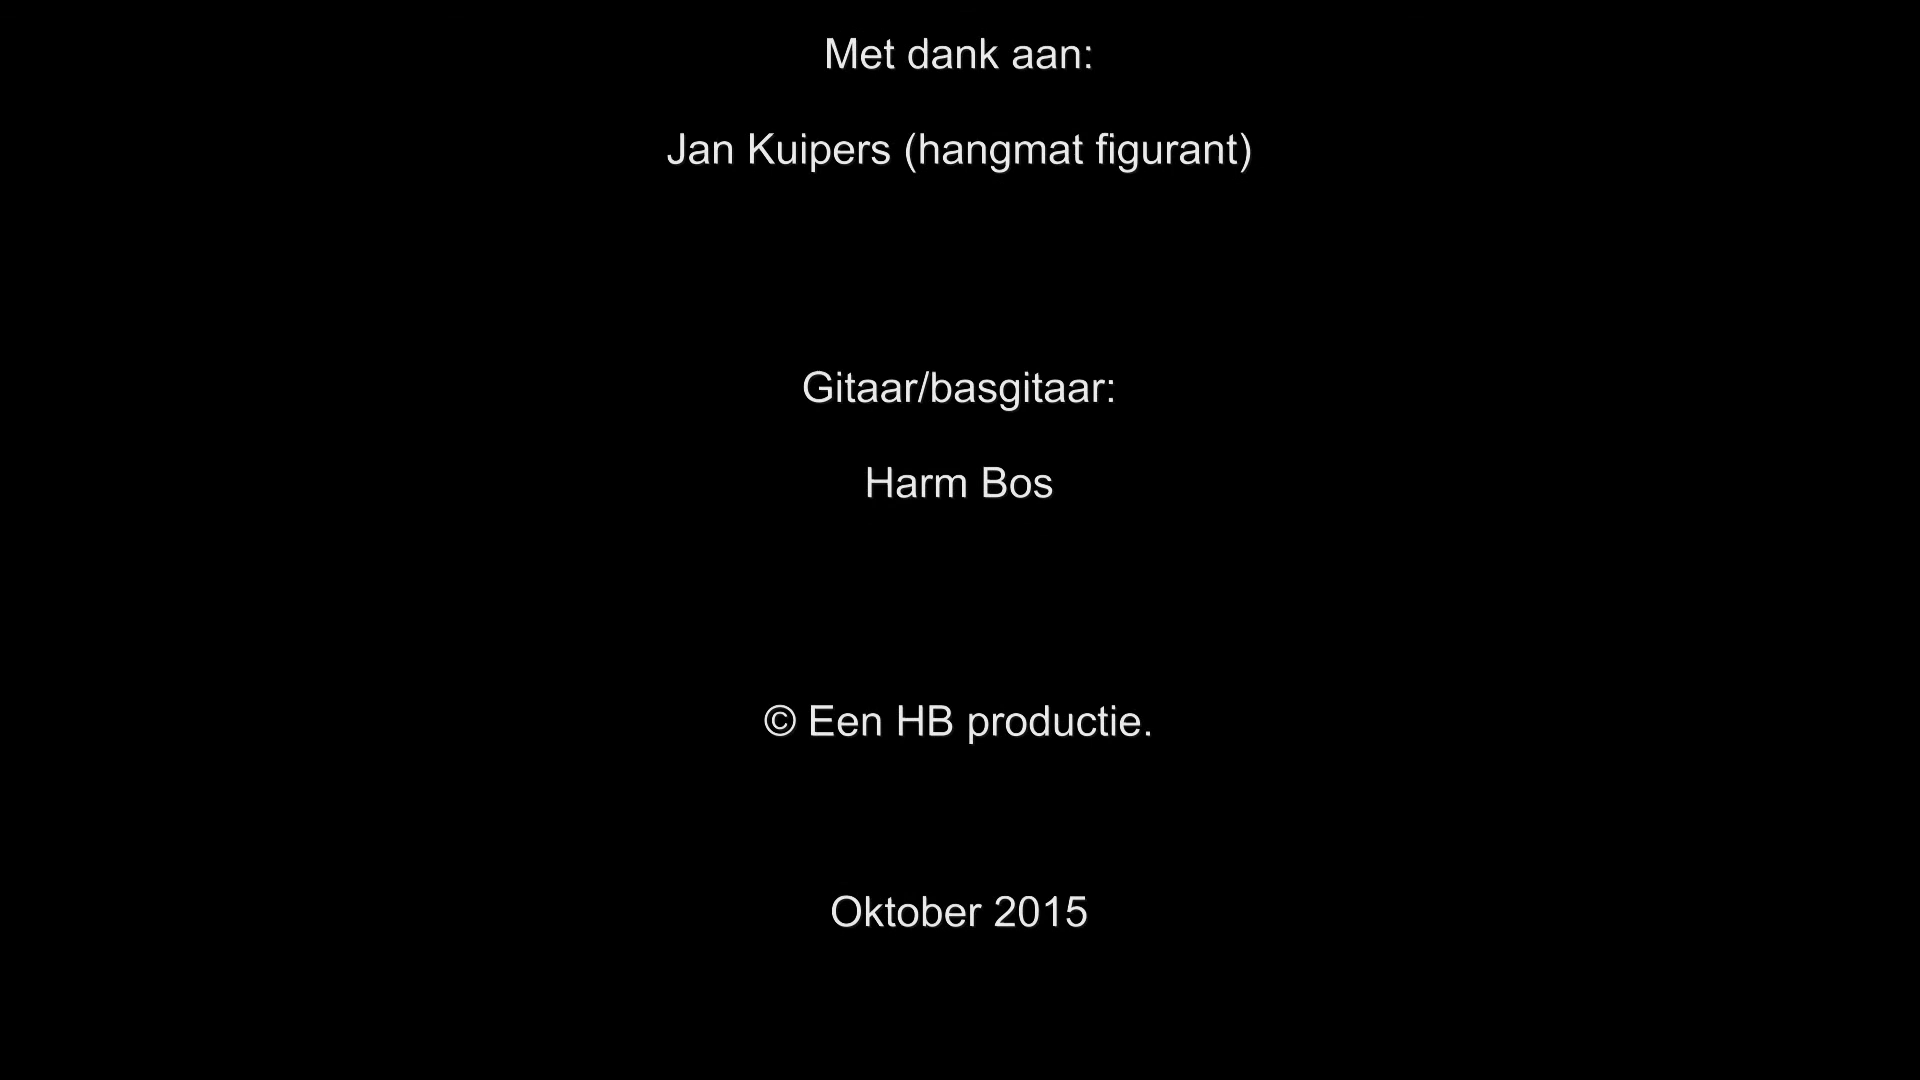 Met dank aan:
Jan Kuipers (hangmat figurant)
Gitaar/basgitaar:
Harm Bos
© Een HB productie.
Oktober 2015